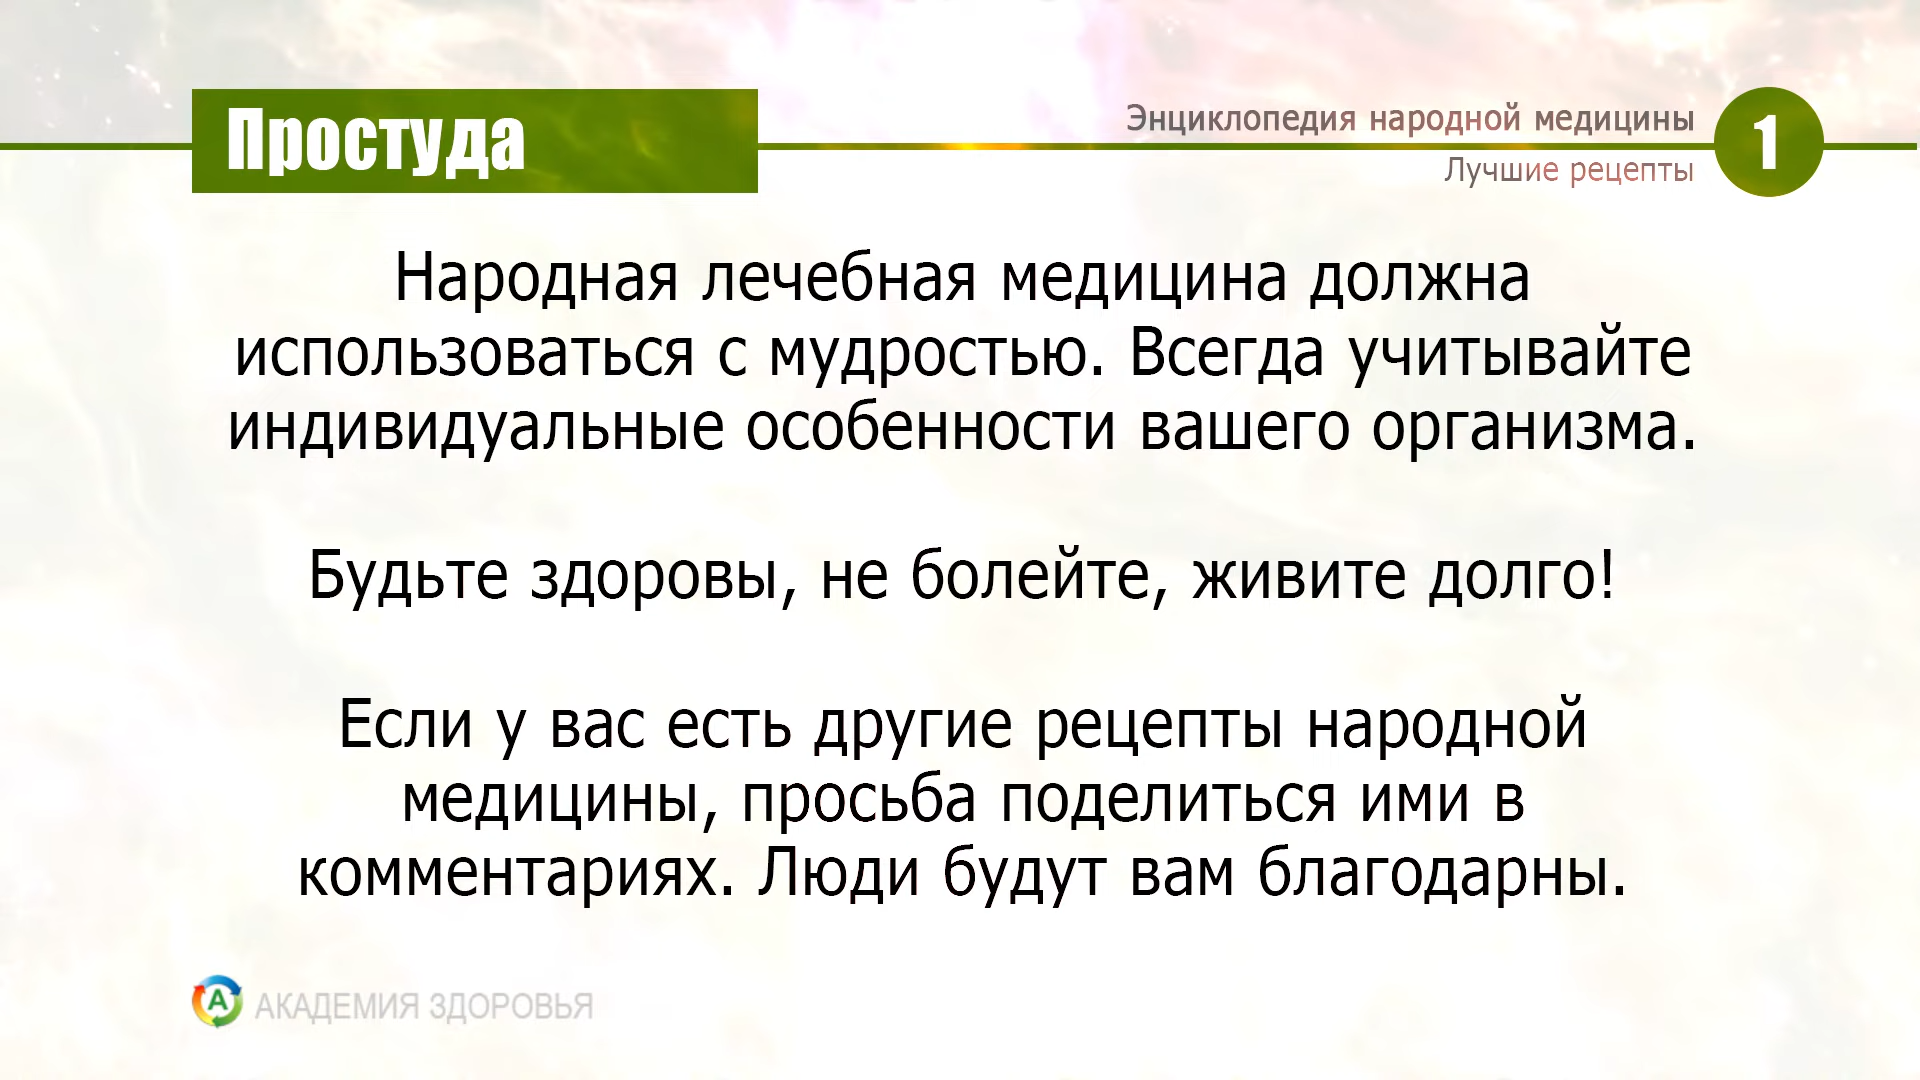 Простуда
Энциклопедия народной медицины
Лучшие рецепты
1
Народная лечебная медицина должна
использоваться с мудростью. Всегда учитывайте
индивидуальные особенности вашего организма.
Будьте здоровы, не болейте, живите долго!
Если у вас есть другие рецепты народной
медицины, просьба поделиться ими в
комментариях. Люди будут вам благодарны.
А АКАДЕМИЯ ЗДОРОВЬЯ